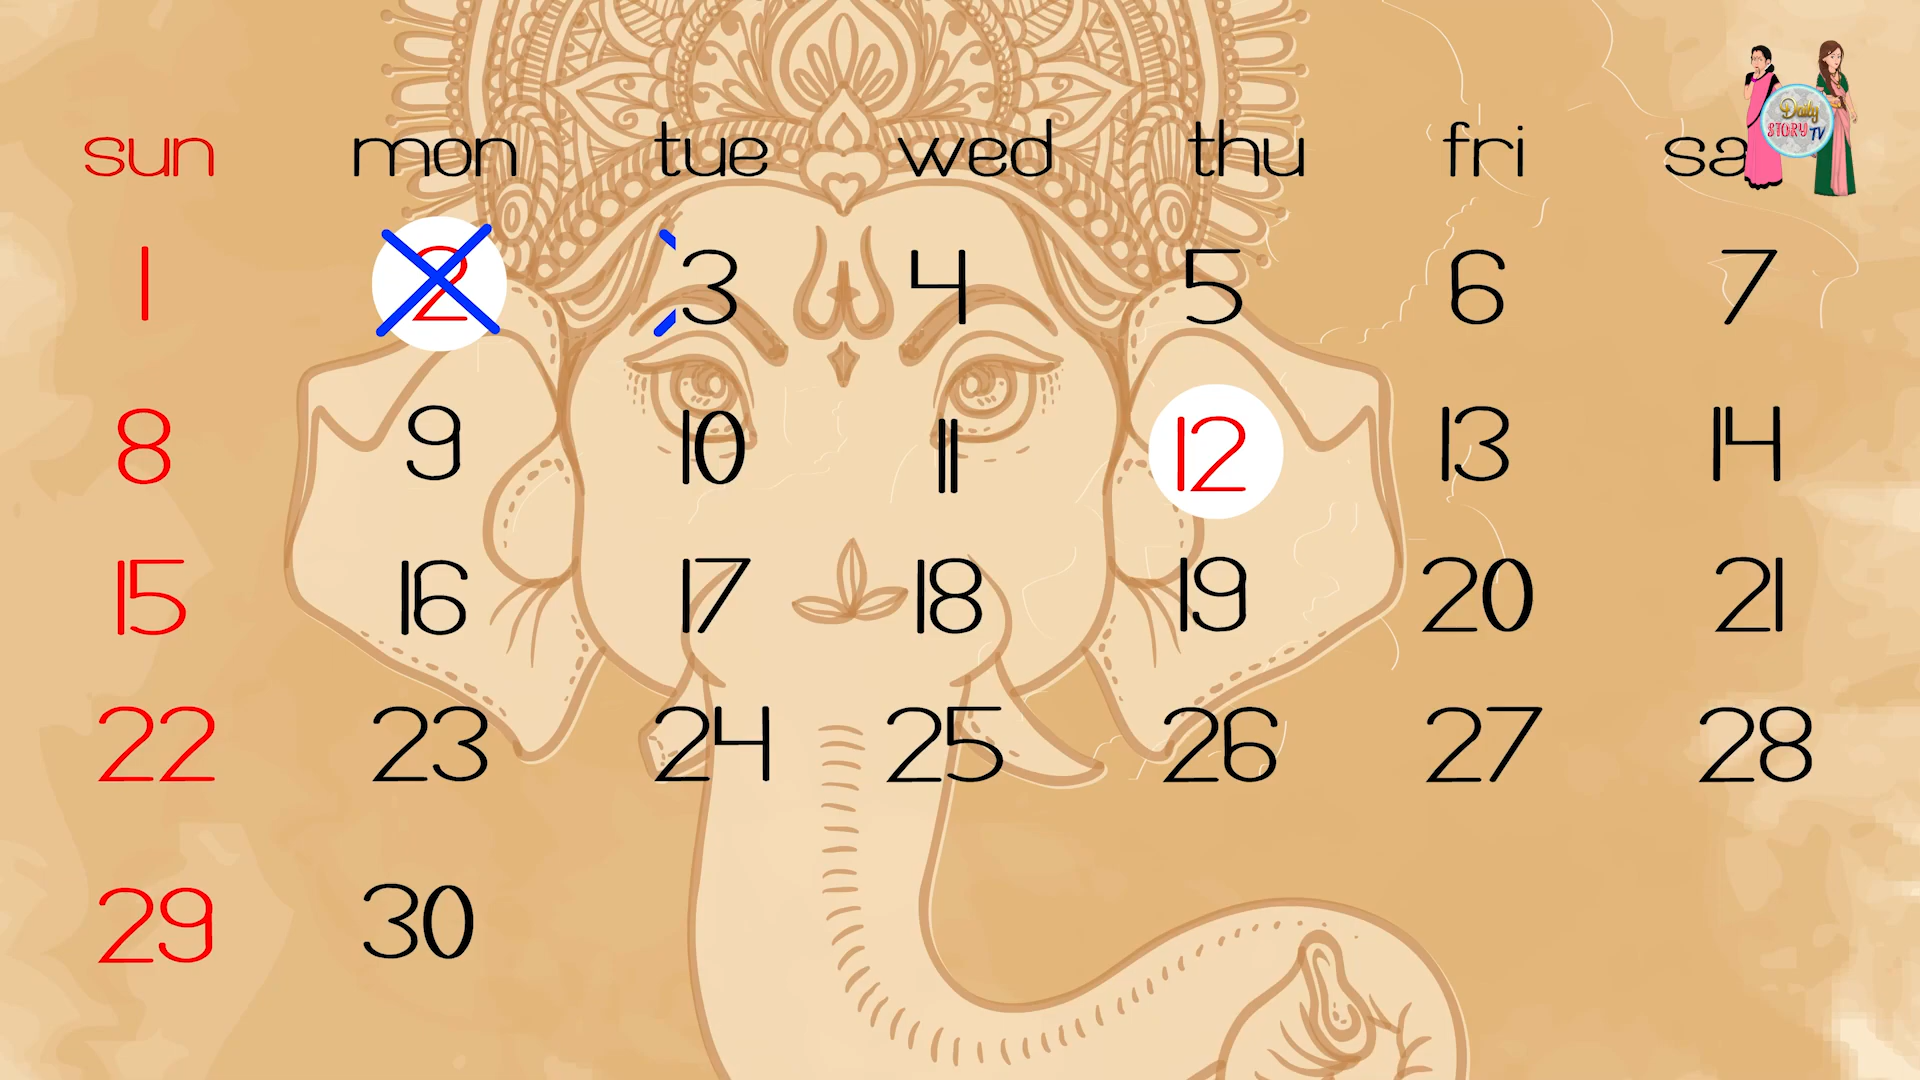 sun mon tue wed thu fri sa
Daily
STORY TV
1 2 3 4 5 6 7
8 9 10 11 12 13 14
15 16 17 18 19 20 21
22 23 24 25 26 27 28
29 30